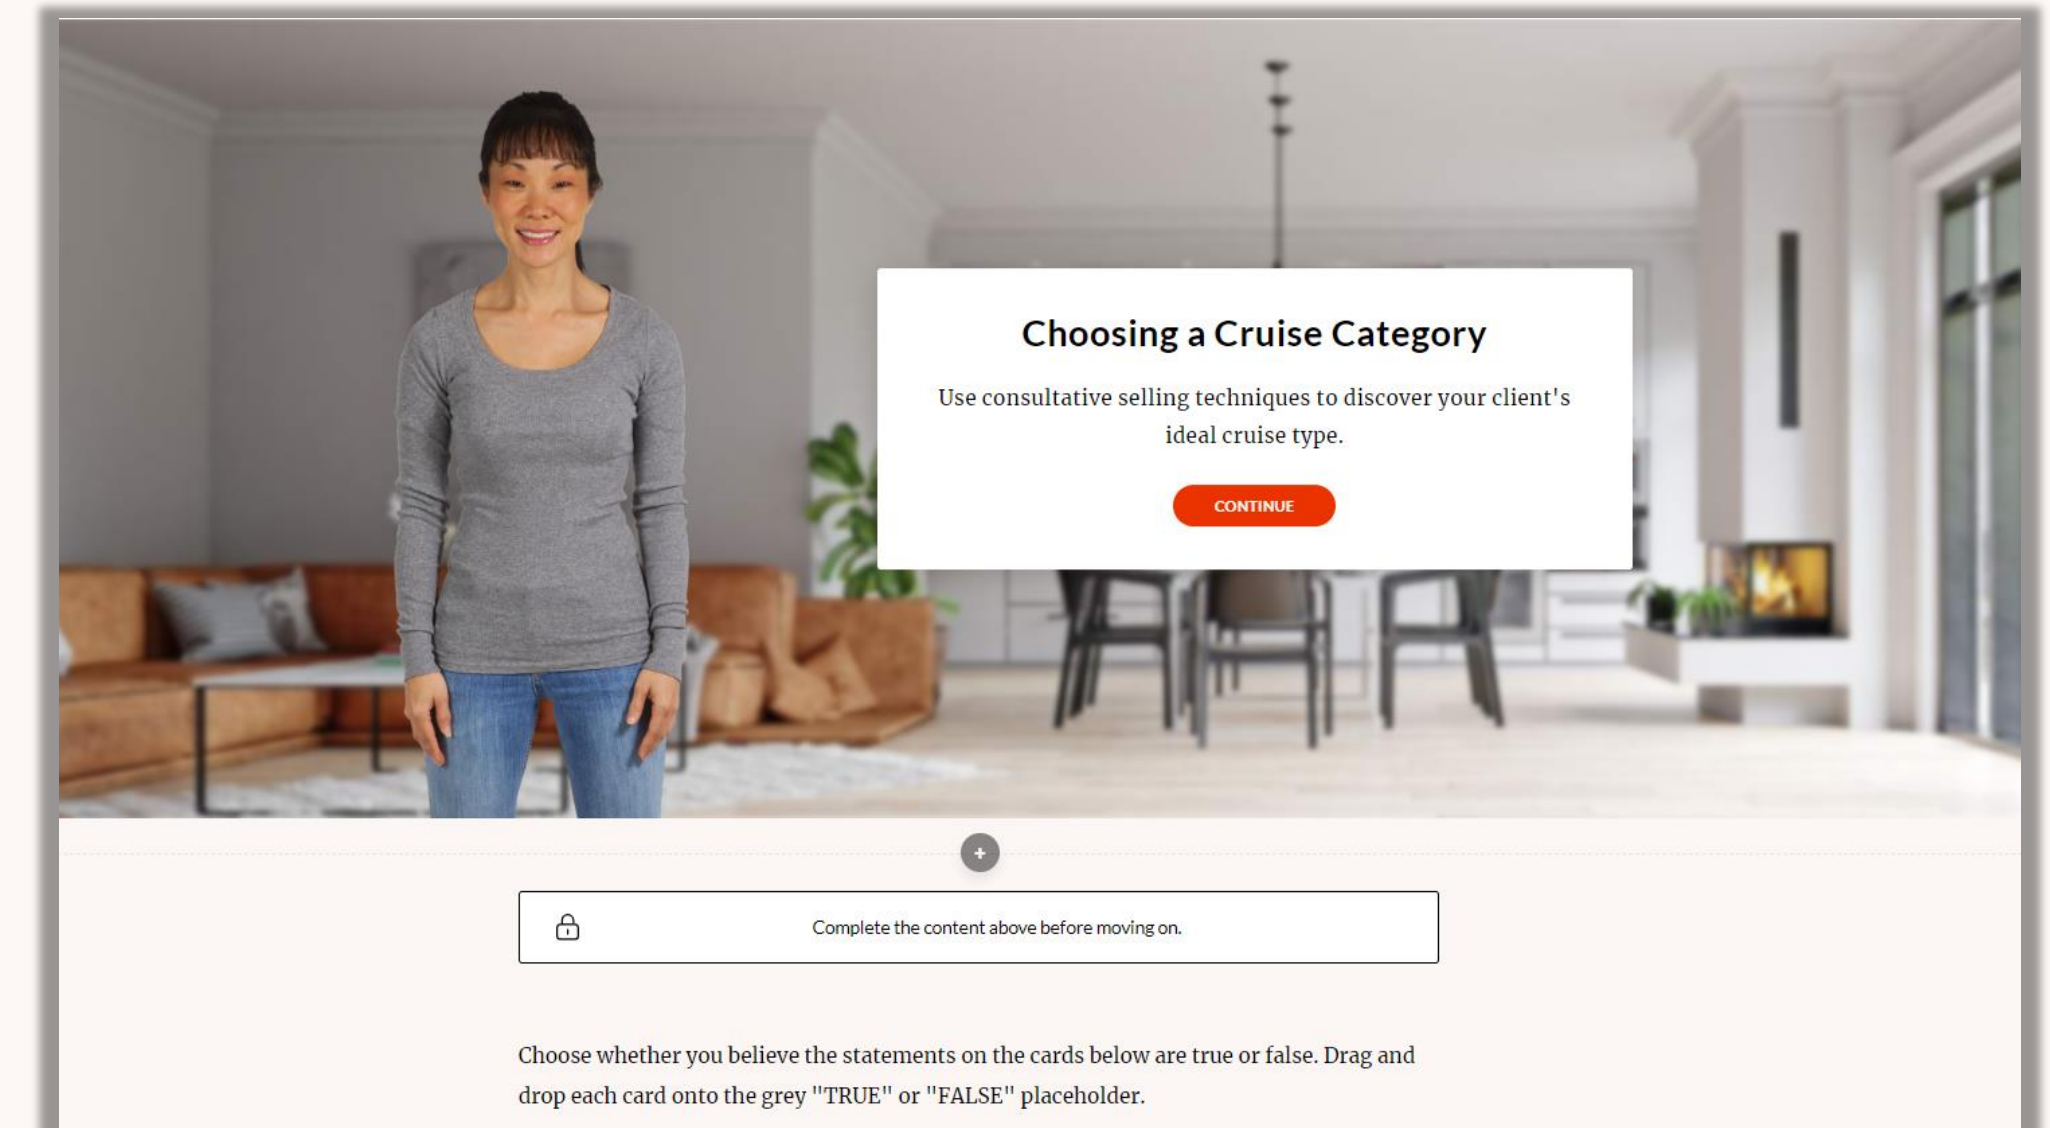 Choosing a Cruise Category
Use consultative selling techniques to discover your client's
ideal cruise type.
CONTINUE
+
Complete the content above before moving on.
Choose whether you believe the statements on the cards below are true or false. Drag and
drop each card onto the grey "TRUE" or "FALSE" placeholder.